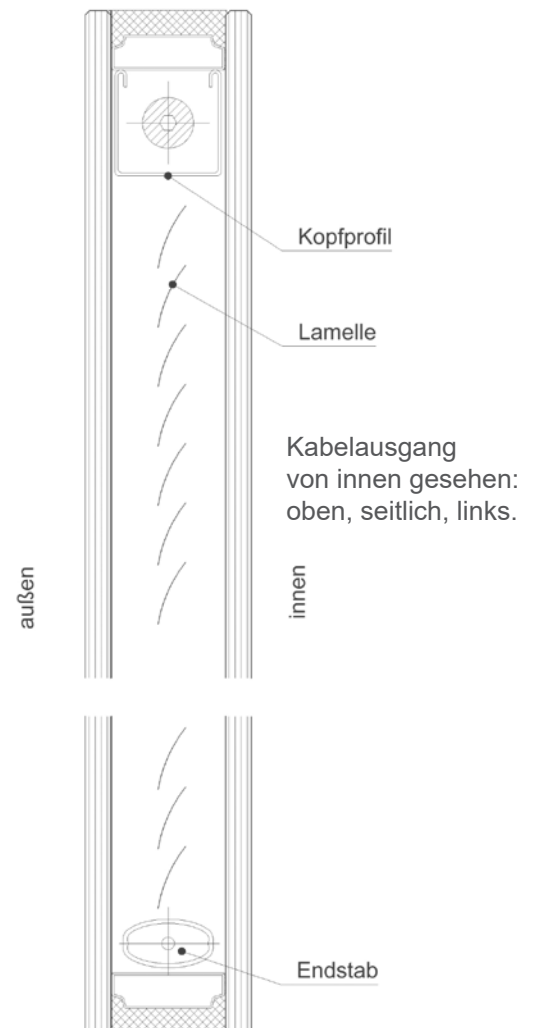 Kopfprofil
Lamelle
Kabelausgang
von innen gesehen:
oben, seitlich, links.
außen
innen
Endstab